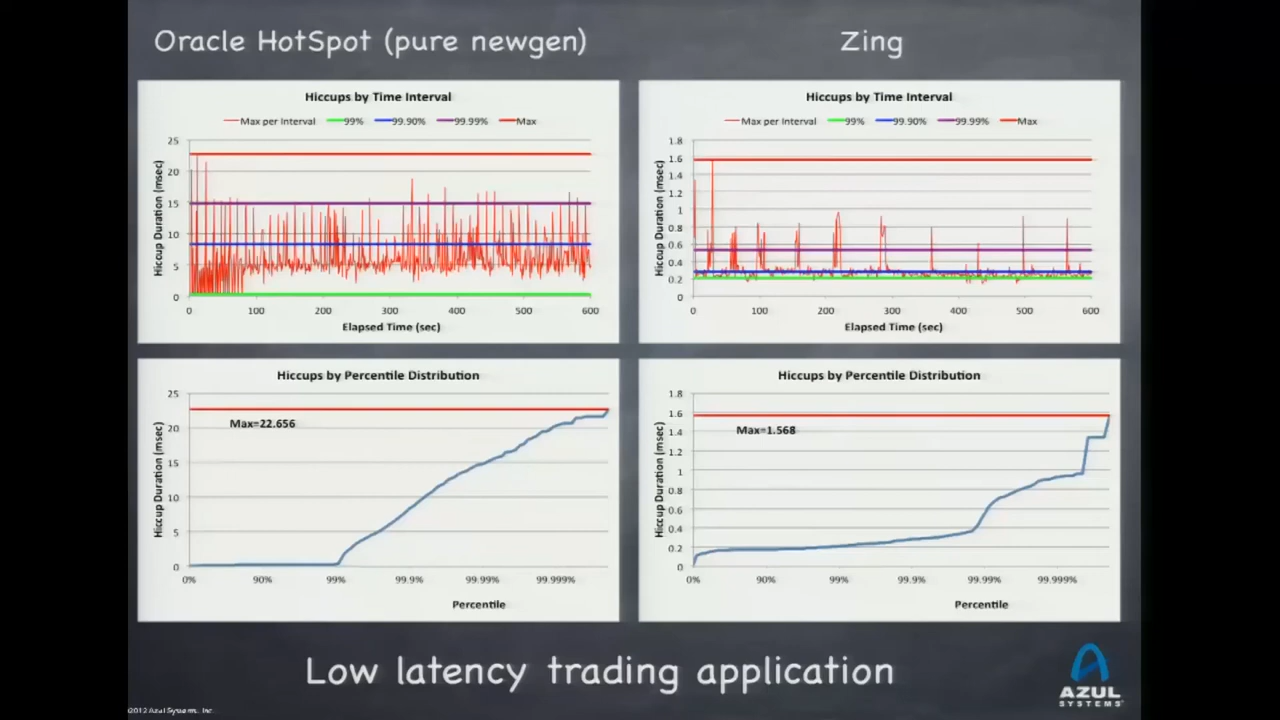 Oracle HotSpot (pure newgen)
Zing
Hiccups by Time Interval
Max per Interval 99% 99.90% 99.99% Max
25
20
15
10
5
0
Hiccup Duration (msec)
0 100 200 300 400 500 600
Elapsed Time (sec)
Hiccups by Time Interval
Max per Interval 99% 99.90% 99.99% Max
1.8
1.6
1.4
1.2
1
0.8
0.6
0.4
0.2
0
Hiccup Duration (msec)
0 100 200 300 400 500 600
Elapsed Time (sec)
Hiccups by Percentile Distribution
25
20
15
10
5
0
Hiccup Duration (msec)
Max=22.656
0% 90% 99% 99.9% 99.99% 99.999%
Percentile
Hiccups by Percentile Distribution
1.8
1.6
1.4
1.2
1
0.8
0.6
0.4
0.2
0
Hiccup Duration (msec)
Max=1.568
0% 90% 99% 99.9% 99.99% 99.999%
Percentile
Low latency trading application
AZUL
SYSTEMS
©2012 Azul Systems, Inc.